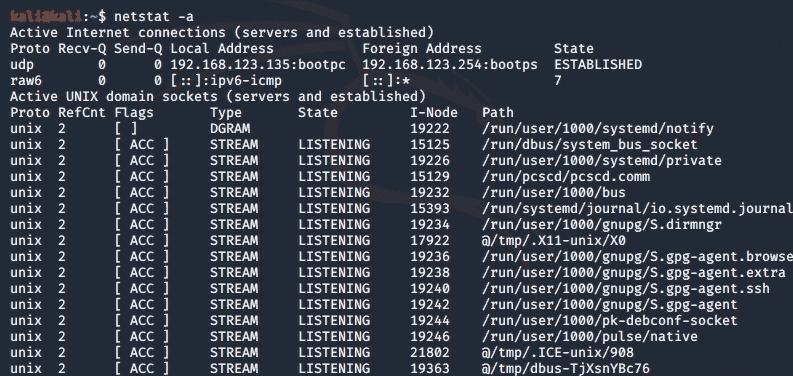 kali@kali:~$ netstat -a
Active Internet connections (servers and established)
Proto Recv-Q Send-Q Local Address           Foreign Address         State
udp        0      0 192.168.123.135:bootpc  192.168.123.254:bootps  ESTABLISHED
raw6       0      0 [::]:ipv6-icmp          [::]:*                  7
Active UNIX domain sockets (servers and established)
Proto RefCnt Flags       Type       State         I-Node   Path
unix  2      [ ]         DGRAM                    19222    /run/user/1000/systemd/notify
unix  2      [ ACC ]     STREAM     LISTENING     15125    /run/dbus/system_bus_socket
unix  2      [ ACC ]     STREAM     LISTENING     19226    /run/user/1000/systemd/private
unix  2      [ ACC ]     STREAM     LISTENING     15129    /run/pcscd/pcscd.comm
unix  2      [ ACC ]     STREAM     LISTENING     19232    /run/user/1000/bus
unix  2      [ ACC ]     STREAM     LISTENING     15393    /run/systemd/journal/io.systemd.journal
unix  2      [ ACC ]     STREAM     LISTENING     19234    /run/user/1000/gnupg/S.dirmngr
unix  2      [ ACC ]     STREAM     LISTENING     17922    @/tmp/.X11-unix/X0
unix  2      [ ACC ]     STREAM     LISTENING     19236    /run/user/1000/gnupg/S.gpg-agent.browse
unix  2      [ ACC ]     STREAM     LISTENING     19238    /run/user/1000/gnupg/S.gpg-agent.extra
unix  2      [ ACC ]     STREAM     LISTENING     19240    /run/user/1000/gnupg/S.gpg-agent.ssh
unix  2      [ ACC ]     STREAM     LISTENING     19242    /run/user/1000/gnupg/S.gpg-agent
unix  2      [ ACC ]     STREAM     LISTENING     19244    /run/user/1000/pk-debconf-socket
unix  2      [ ACC ]     STREAM     LISTENING     19246    /run/user/1000/pulse/native
unix  2      [ ACC ]     STREAM     LISTENING     21802    @/tmp/.ICE-unix/908
unix  2      [ ACC ]     STREAM     LISTENING     19363    @/tmp/dbus-TjXsnYBc76